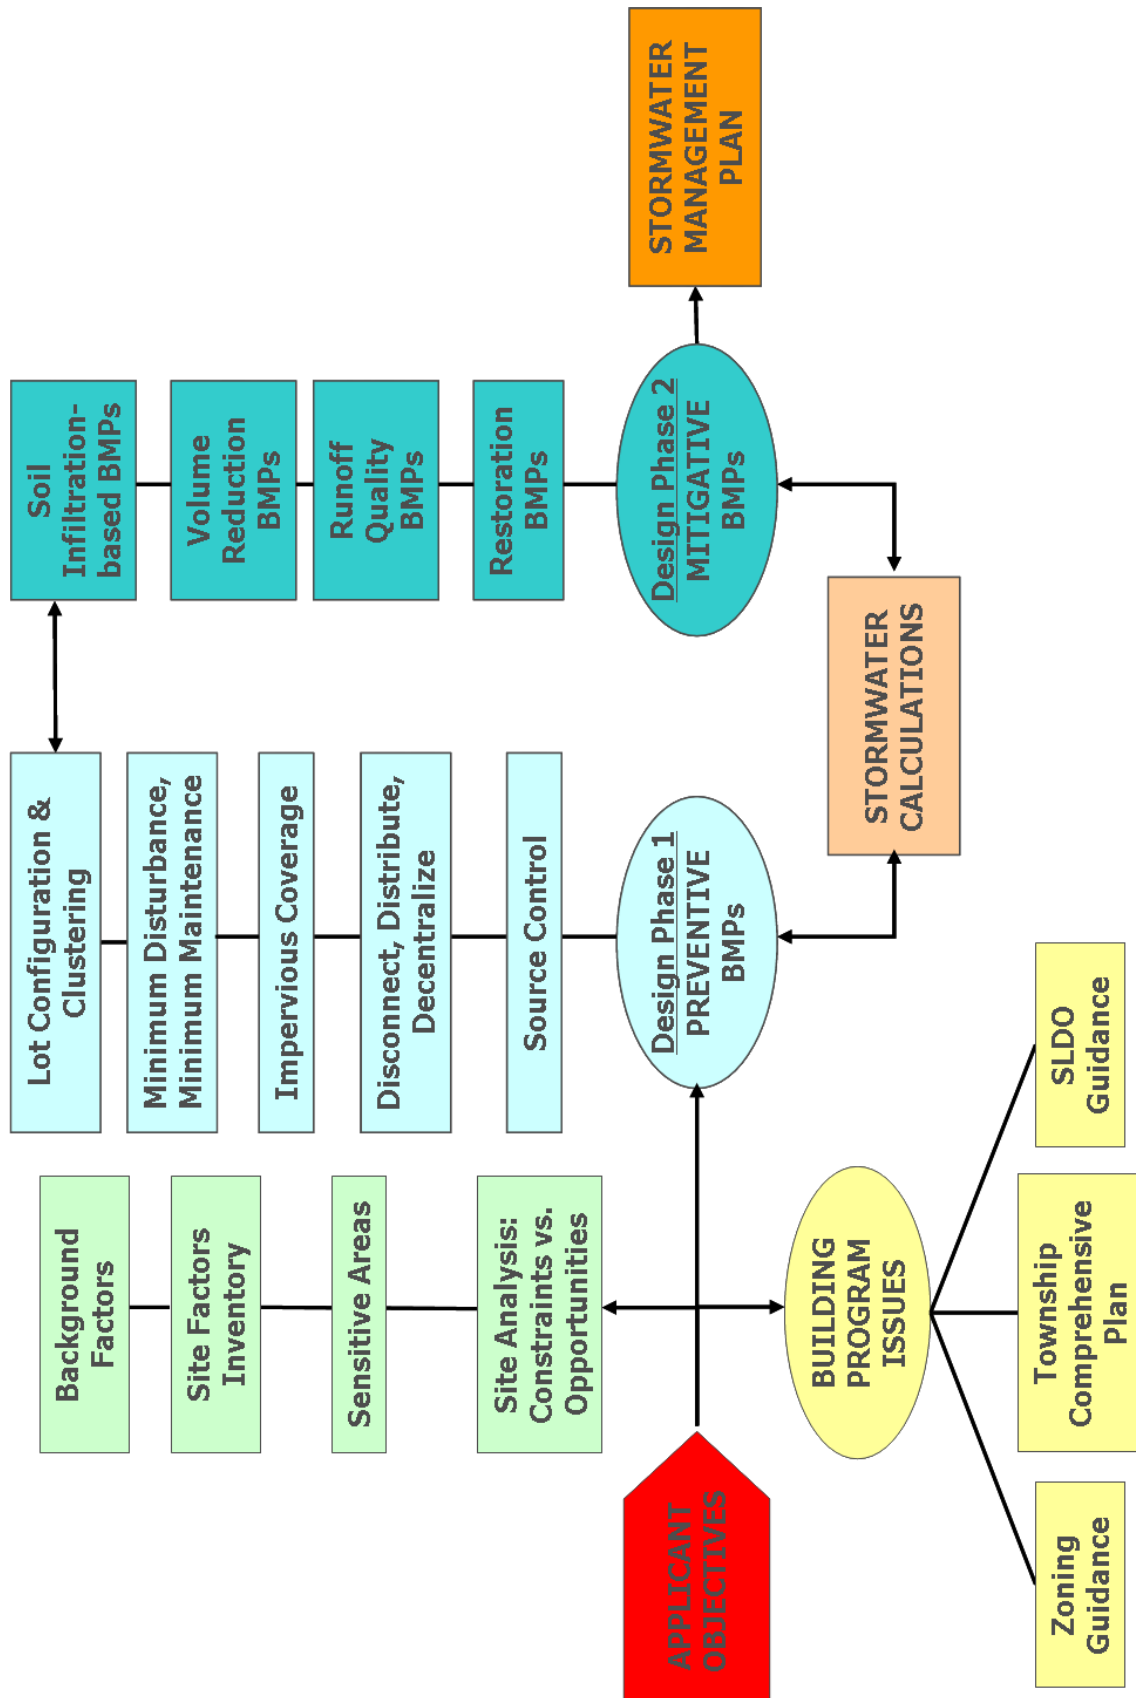 Background
Factors
Site Factors
Inventory
Sensitive Areas
Site Analysis:
Constraints vs.
Opportunities
Lot Configuration &
Clustering
Minimum Disturbance,
Minimum Maintenance
Impervious Coverage
Disconnect, Distribute,
Decentralize
Source Control
Soil
Infiltration-
based BMPs
Volume
Reduction
BMPs
Runoff
Quality
BMPs
Restoration
BMPs
APPLICANT
OBJECTIVES
Design Phase 1
PREVENTIVE
BMPs
Design Phase 2
MITIGATIVE
BMPs
STORMWATER
MANAGEMENT
PLAN
BUILDING
PROGRAM
ISSUES
STORMWATER
CALCULATIONS
Zoning
Guidance
Township
Comprehensive
Plan
SLDO
Guidance